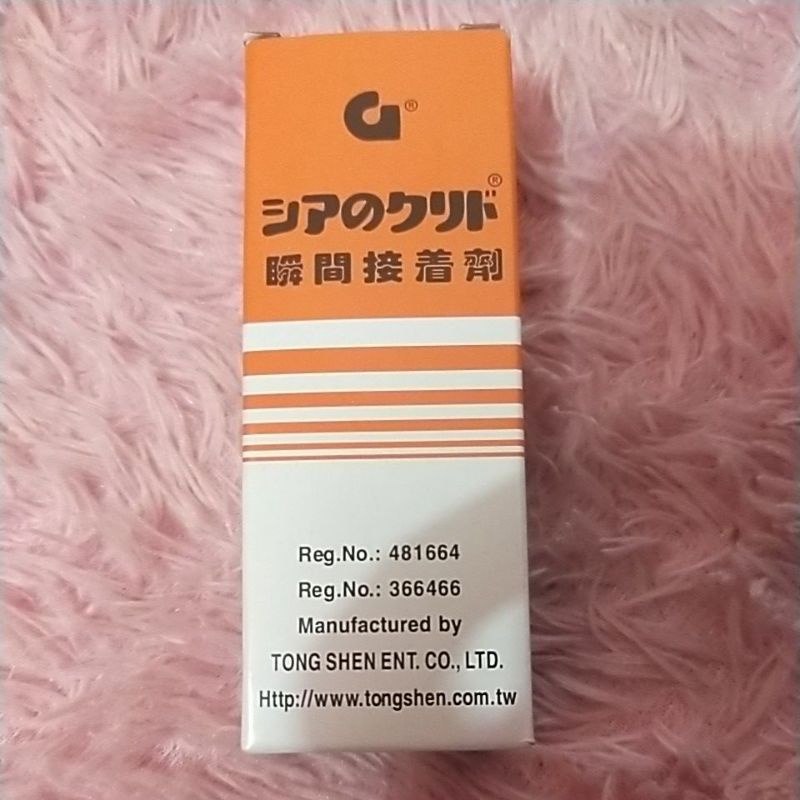 G®
シアのクリド®
瞬間接着劑
Reg.No.: 481664
Reg.No.: 366466
Manufactured by
TONG SHEN ENT. CO., LTD.
Http://www.tongshen.com.tw